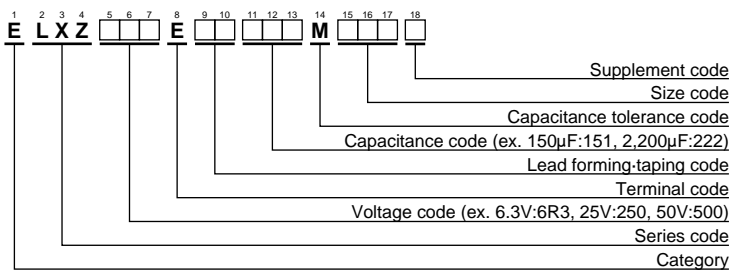 1 2 3 4 5 6 7 8 9 10 11 12 13 14 15 16 17 18
E L X Z E M
Supplement code
Size code
Capacitance tolerance code
Capacitance code (ex. 150µF:151, 2,200µF:222)
Lead forming·taping code
Terminal code
Voltage code (ex. 6.3V:6R3, 25V:250, 50V:500)
Series code
Category